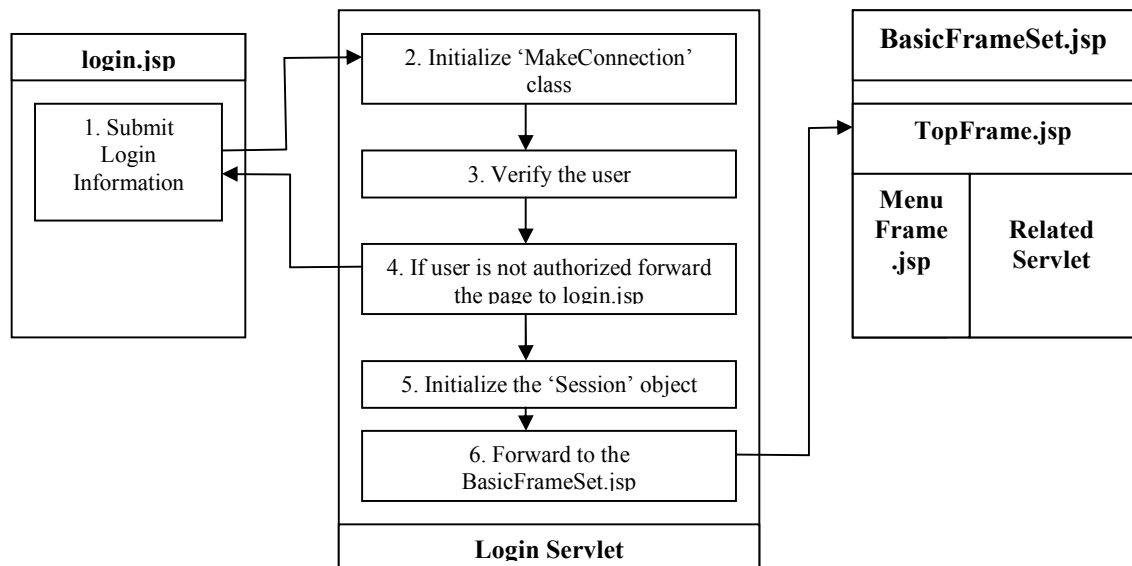 login.jsp
1. Submit
Login
Information
2. Initialize ‘MakeConnection’
class
3. Verify the user
4. If user is not authorized forward
the page to login.jsp
5. Initialize the ‘Session’ object
6. Forward to the
BasicFrameSet.jsp
Login Servlet
BasicFrameSet.jsp
TopFrame.jsp
Menu
Frame
.jsp
Related
Servlet